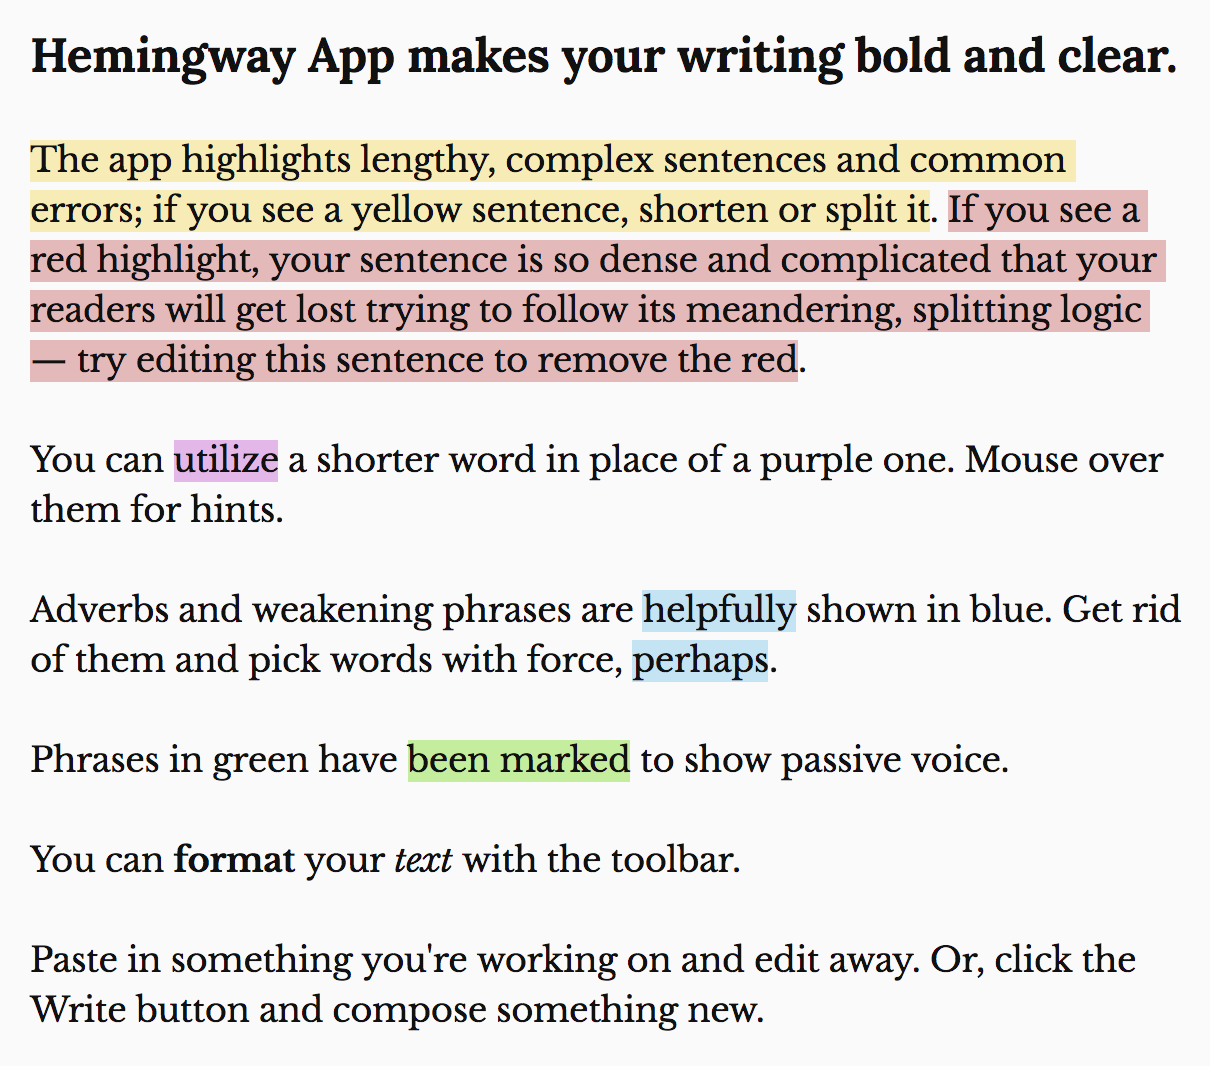 Hemingway App makes your writing bold and clear.
The app highlights lengthy, complex sentences and common
errors; if you see a yellow sentence, shorten or split it. If you see a
red highlight, your sentence is so dense and complicated that your
readers will get lost trying to follow its meandering, splitting logic
— try editing this sentence to remove the red.
You can utilize a shorter word in place of a purple one. Mouse over
them for hints.
Adverbs and weakening phrases are helpfully shown in blue. Get rid
of them and pick words with force, perhaps.
Phrases in green have been marked to show passive voice.
You can format your text with the toolbar.
Paste in something you're working on and edit away. Or, click the
Write button and compose something new.